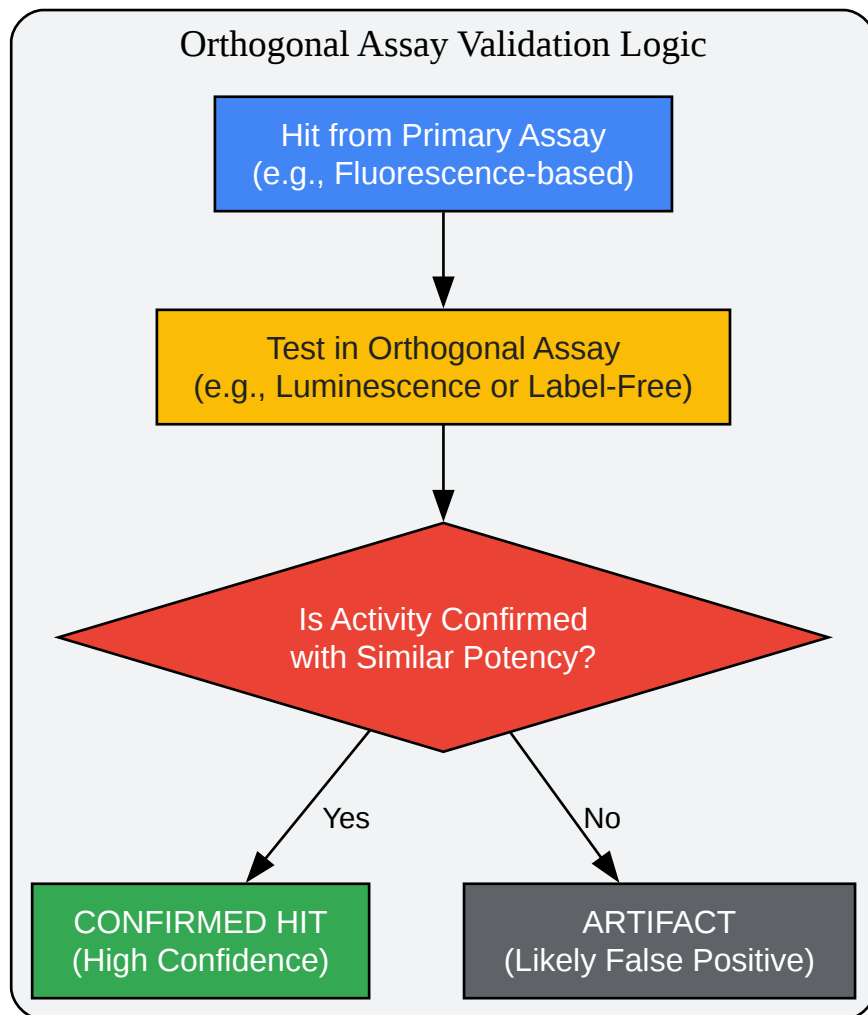 Orthogonal Assay Validation Logic
Hit from Primary Assay
(e.g., Fluorescence-based)
Test in Orthogonal Assay
(e.g., Luminescence or Label-Free)
Is Activity Confirmed
with Similar Potency?
Yes
No
CONFIRMED HIT
(High Confidence)
ARTIFACT
(Likely False Positive)